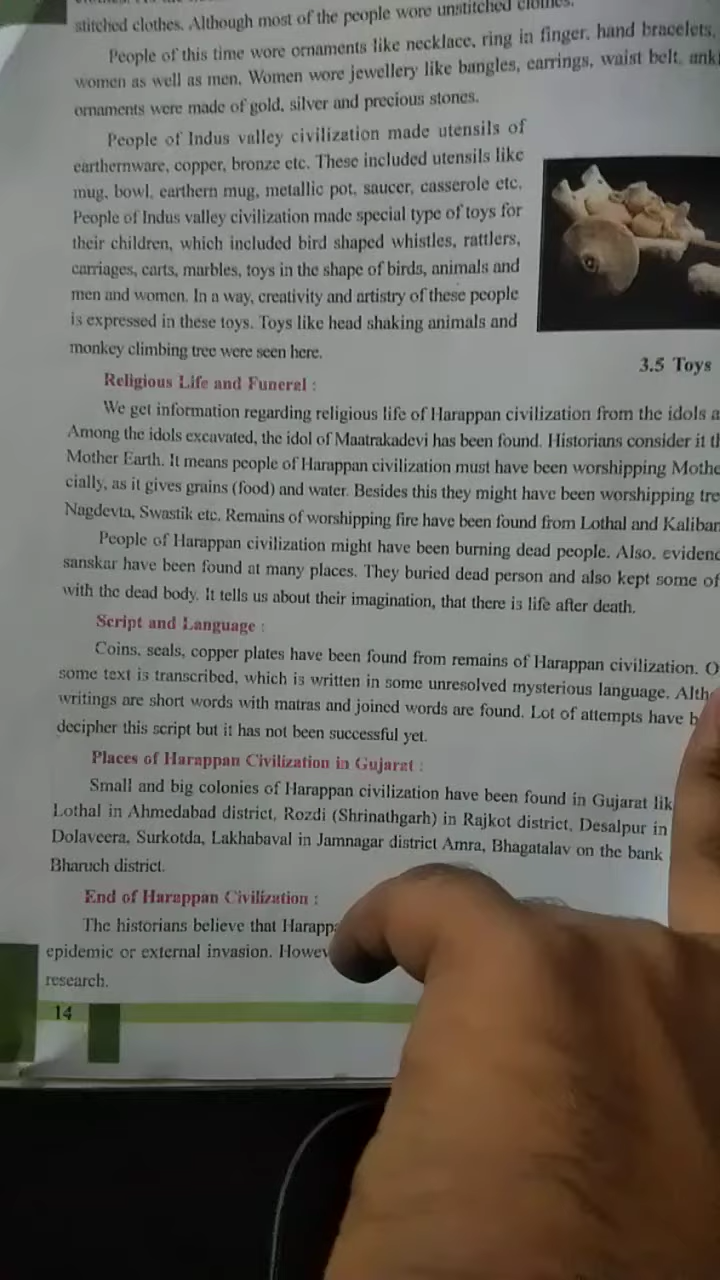 stitched clothes. Although most of the people wore unstitched clothes.
People of this time wore ornaments like necklace, ring in finger, hand bracelets,
women as well as men. Women wore jewellery like bangles, earrings, waist belt, ank
ornaments were made of gold, silver and precious stones.
People of Indus valley civilization made utensils of
earthernware, copper, bronze etc. These included utensils like
mug, bowl, earthern mug, metallic pot, saucer, casserole etc.
People of Indus valley civilization made special type of toys for
their children, which included bird shaped whistles, rattlers,
carriages, carts, marbles, toys in the shape of birds, animals and
men and women. In a way, creativity and artistry of these people
is expressed in these toys. Toys like head shaking animals and
monkey climbing tree were seen here.
3.5 Toys
Religious Life and Funeral :
We get information regarding religious life of Harappan civilization from the idols a
Among the idols excavated, the idol of Maatrakadevi has been found. Historians consider it th
Mother Earth. It means people of Harappan civilization must have been worshipping Mothe
cially, as it gives grains (food) and water. Besides this they might have been worshipping tre
Nagdevta, Swastik etc. Remains of worshipping fire have been found from Lothal and Kaliban
People of Harappan civilization might have been burning dead people. Also, evidenc
sanskar have been found at many places. They buried dead person and also kept some of
with the dead body. It tells us about their imagination, that there is life after death.
Script and Language :
Coins, seals, copper plates have been found from remains of Harappan civilization. O
some text is transcribed, which is written in some unresolved mysterious language. Alth
writings are short words with matras and joined words are found. Lot of attempts have b
decipher this script but it has not been successful yet.
Places of Harappan Civilization in Gujarat :
Small and big colonies of Harappan civilization have been found in Gujarat lik
Lothal in Ahmedabad district, Rozdi (Shrinathgarh) in Rajkot district, Desalpur in
Dolaveera, Surkotda, Lakhabaval in Jamnagar district Amra, Bhagatalav on the bank
Bharuch district.
End of Harappan Civilization :
The historians believe that Harappa
epidemic or external invasion. Howev
research.
14